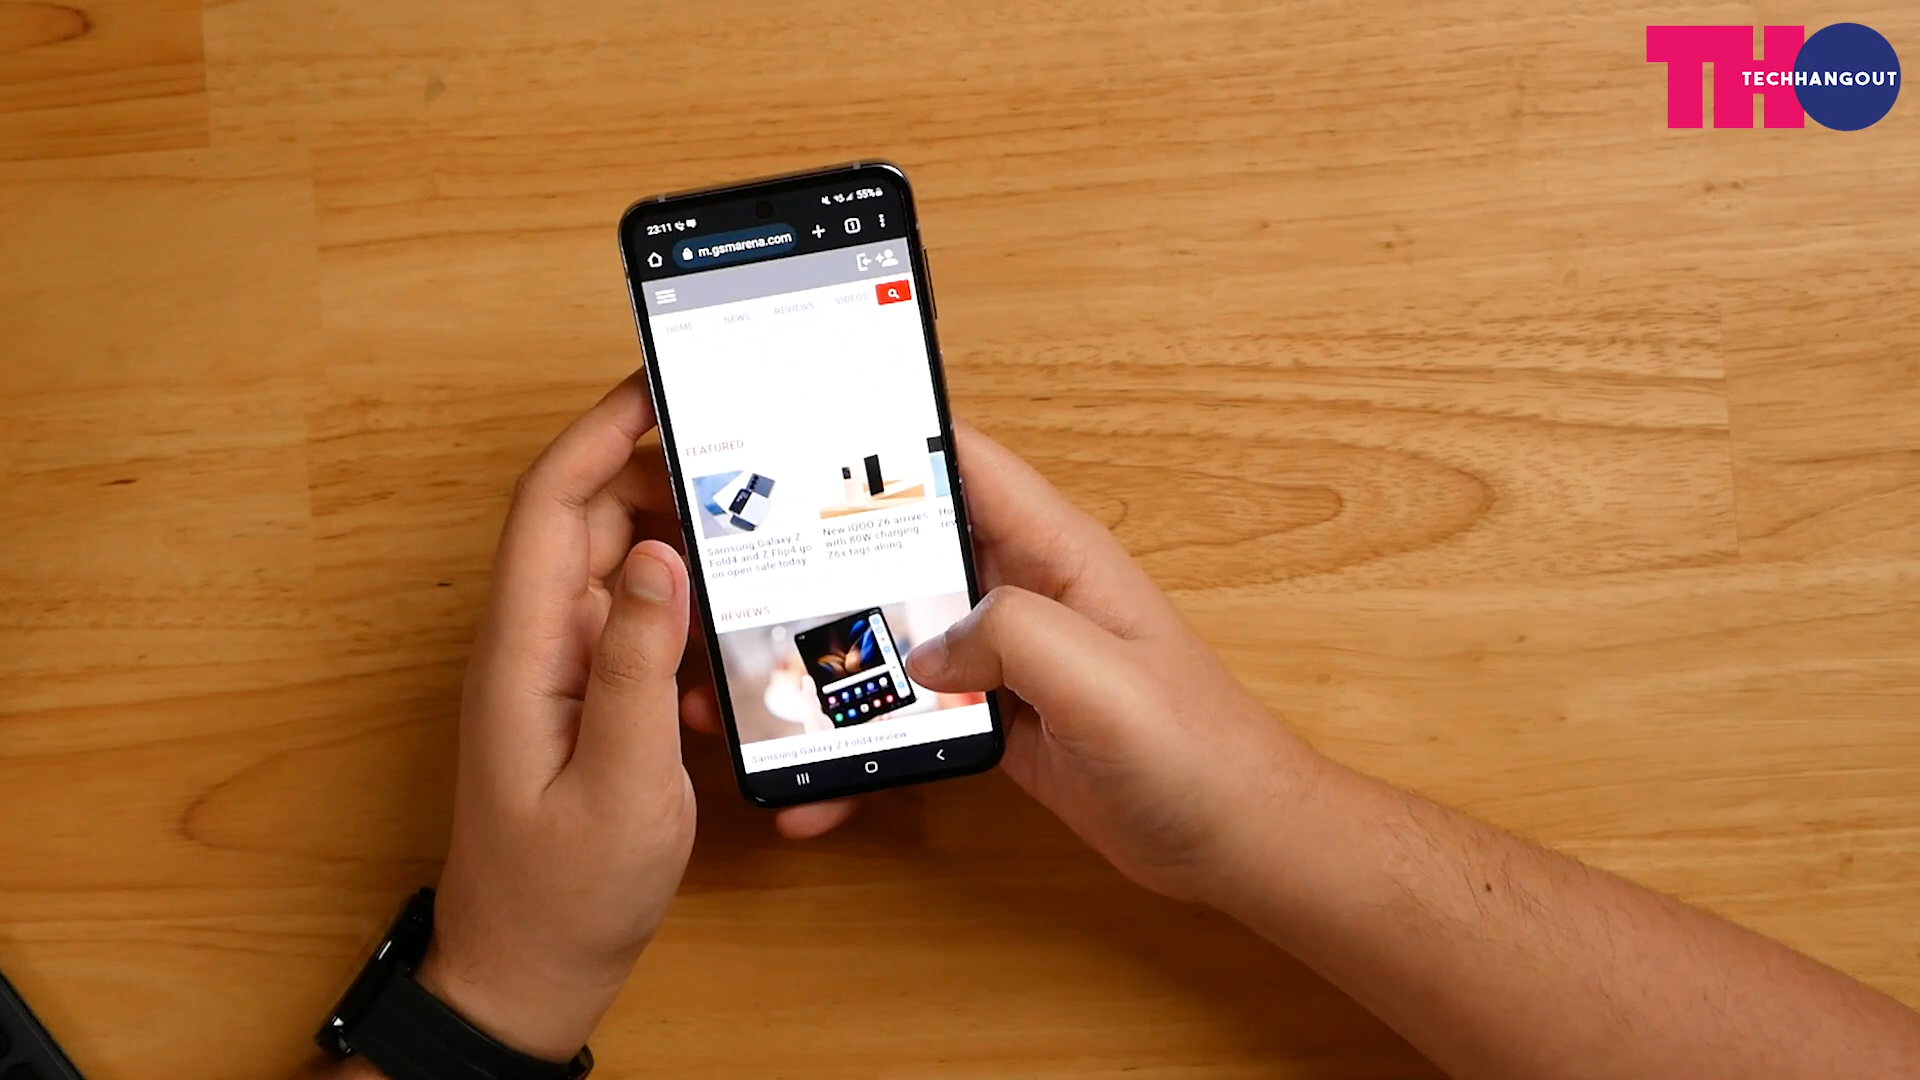 TECHHANGOUT
23:11
55%
m.gsmarena.com
HOME NEWS REVIEWS VIDEOS
FEATURED
Samsung Galaxy Z
Fold4 and Z Flip4 go
on open sale today
New iQOO Z6 arrives
with 80W charging
Z6x tags along
REVIEWS
Samsung Galaxy Z Fold4 review